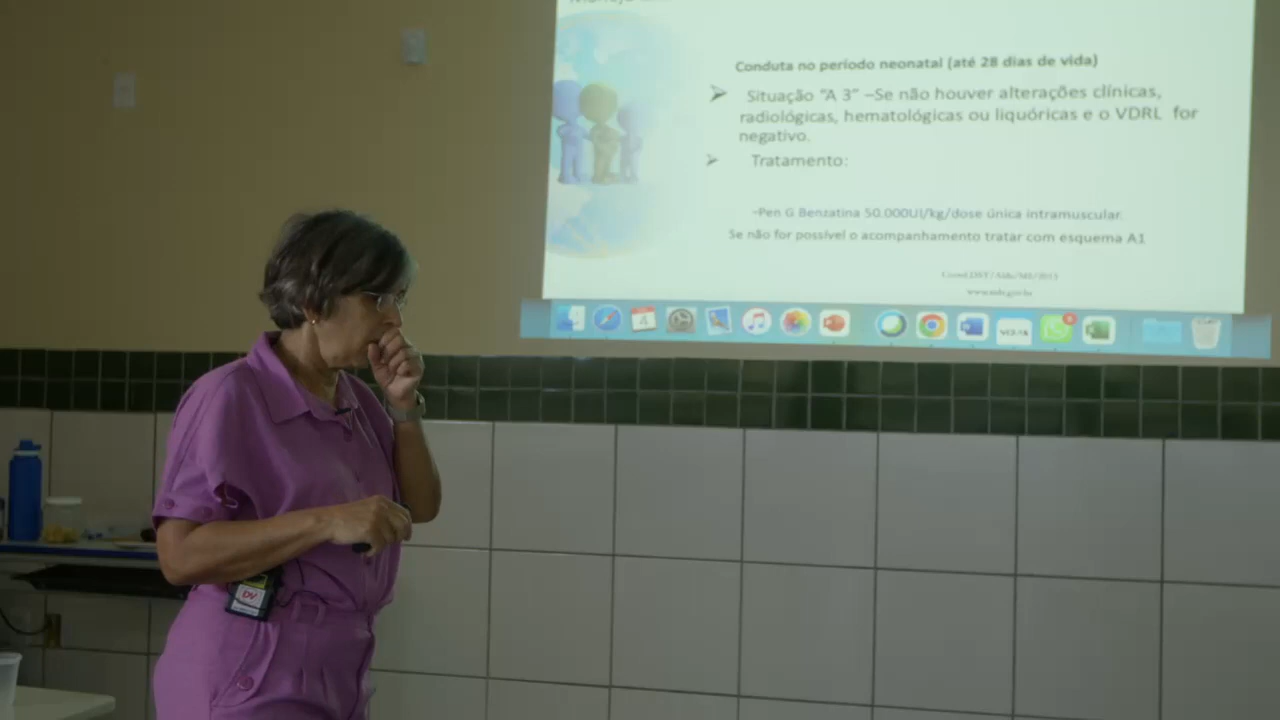 Conduta no período neonatal (até 28 dias de vida)
➤ Situação "A 3" –Se não houver alterações clínicas,
radiológicas, hematológicas ou liquóricas e o VDRL for
negativo.
➤ Tratamento:
-Pen G Benzatina 50.000UI/kg/dose única intramuscular.
Se não for possível o acompanhamento tratar com esquema A1
4
DV